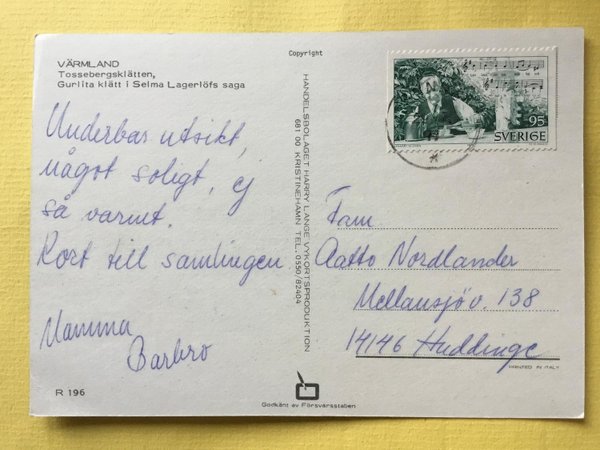 VÄRMLAND
Tossebergsklätten,
Gurlita klätt i Selma Lagerlöfs saga
Copyright
95
SVERIGE
Underbar utsikt,
något soligt, ej
så varmt.
Kort till samlingen
Mamma
Barbro
HANDELSBOLAGET HARRY LANGE VYKORTSPRODUKTION
681 00 KRISTINEHAMN TEL. 0550/82404
Fam.
Aatto Nordlander
Mellansjöv. 138
14146 Huddinge
PRINTED IN ITALY
R 196
Godkänt av Försvarsstaben